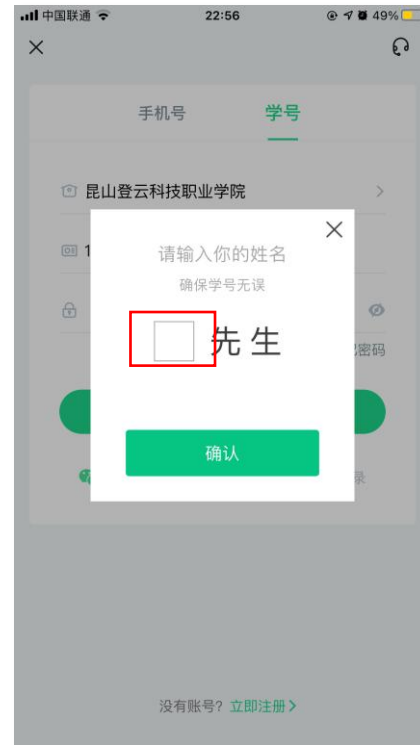 中国联通 22:56 49%
手机号 学号
昆山登云科技职业学院
1
请输入你的姓名
确保学号无误
先生
密码
确认
录
没有账号？立即注册